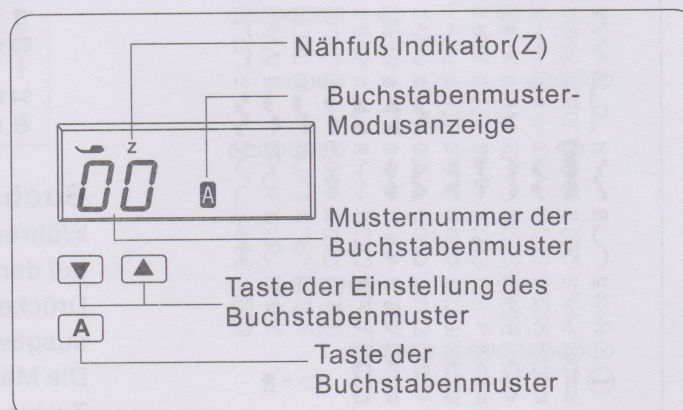 Nähfuß Indikator(Z)
Buchstabenmuster-
Modusanzeige
Z
00 A
Musternummer der
Buchstabenmuster
Taste der Einstellung des
Buchstabenmuster
A
Taste der
Buchstabenmuster